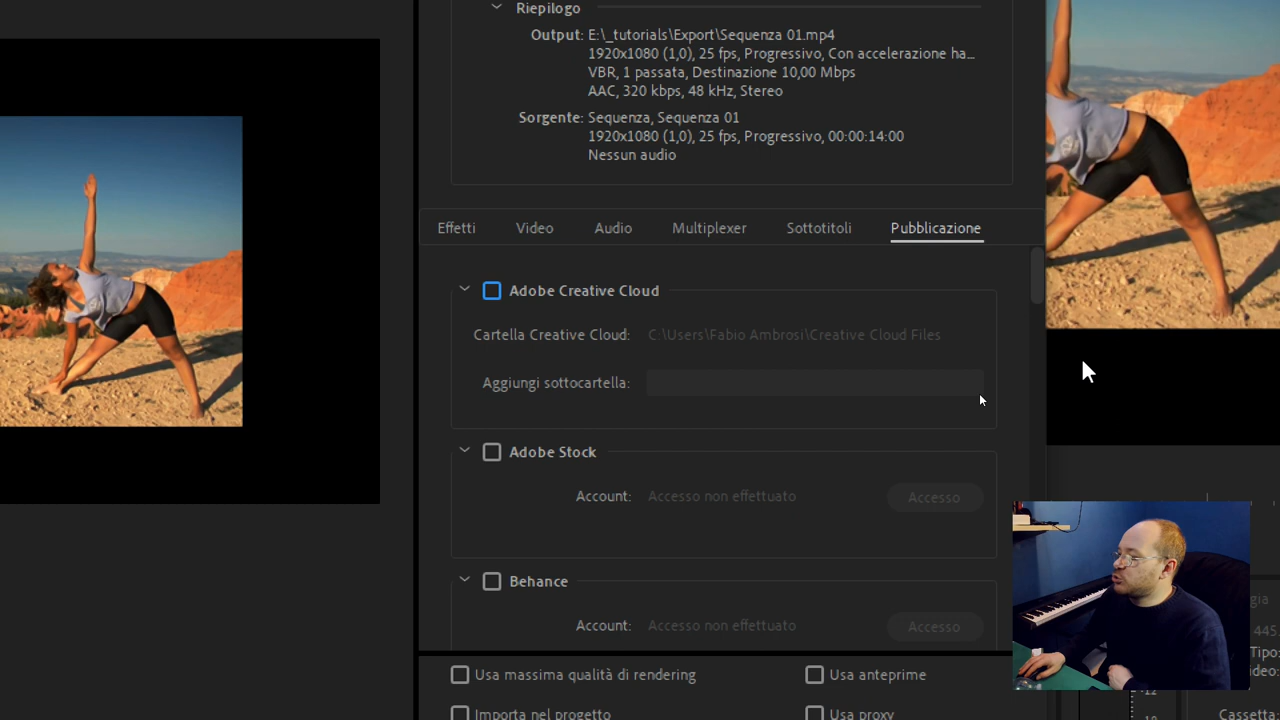 Riepilogo
Output: E:\_tutorials\Export\Sequenza 01.mp4
1920x1080 (1,0), 25 fps, Progressivo, Con accelerazione ha...
VBR, 1 passata, Destinazione 10,00 Mbps
AAC, 320 kbps, 48 kHz, Stereo
Sorgente: Sequenza, Sequenza 01
1920x1080 (1,0), 25 fps, Progressivo, 00:00:14:00
Nessun audio
Effetti Video Audio Multiplexer Sottotitoli Pubblicazione
Adobe Creative Cloud
Cartella Creative Cloud: C:\Users\Fabio Ambrosi\Creative Cloud Files
Aggiungi sottocartella:
Adobe Stock
Account: Accesso non effettuato Accesso
Behance
Account: Accesso non effettuato Accesso
Usa massima qualità di rendering Usa anteprime
Importa nel progetto Usa proxy
gia
445,
Tipo:
ideo:
-12
Cassetta: